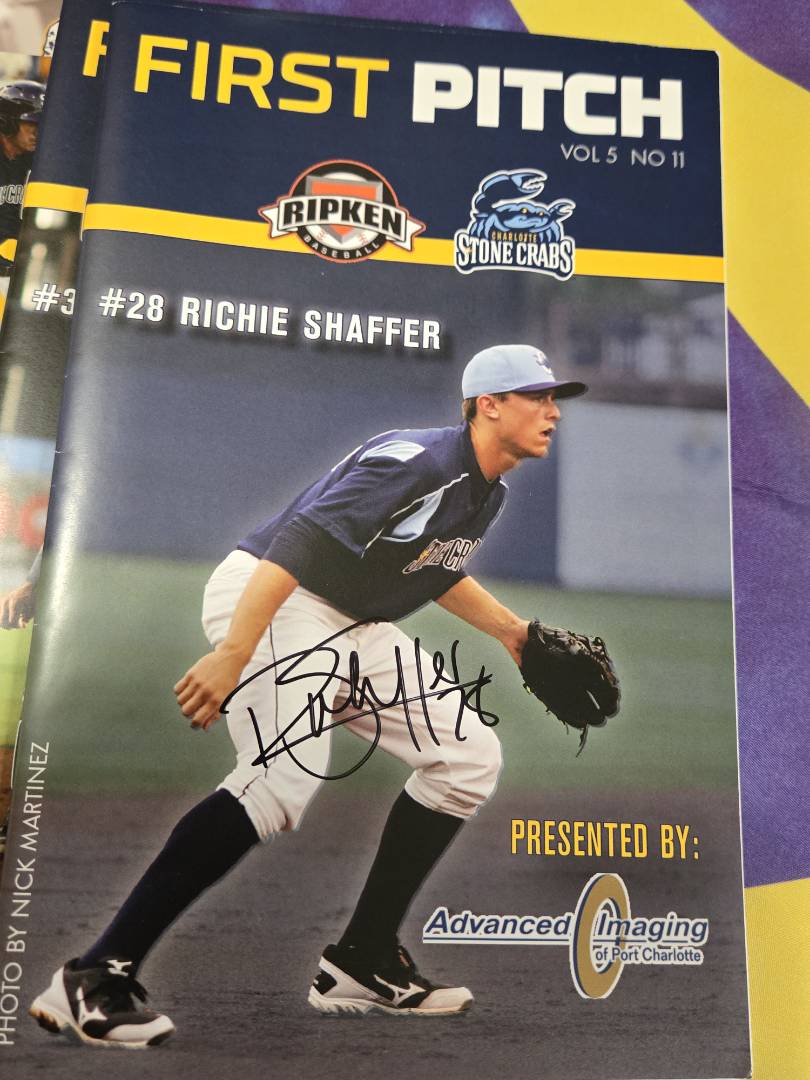 FIRST PITCH
VOL 5 NO 11
RIPKEN
BASEBALL
CHARLOTTE
STONE CRABS
#3
#28 RICHIE SHAFFER
PRESENTED BY:
Advanced Imaging
of Port Charlotte
PHOTO BY NICK MARTINEZ